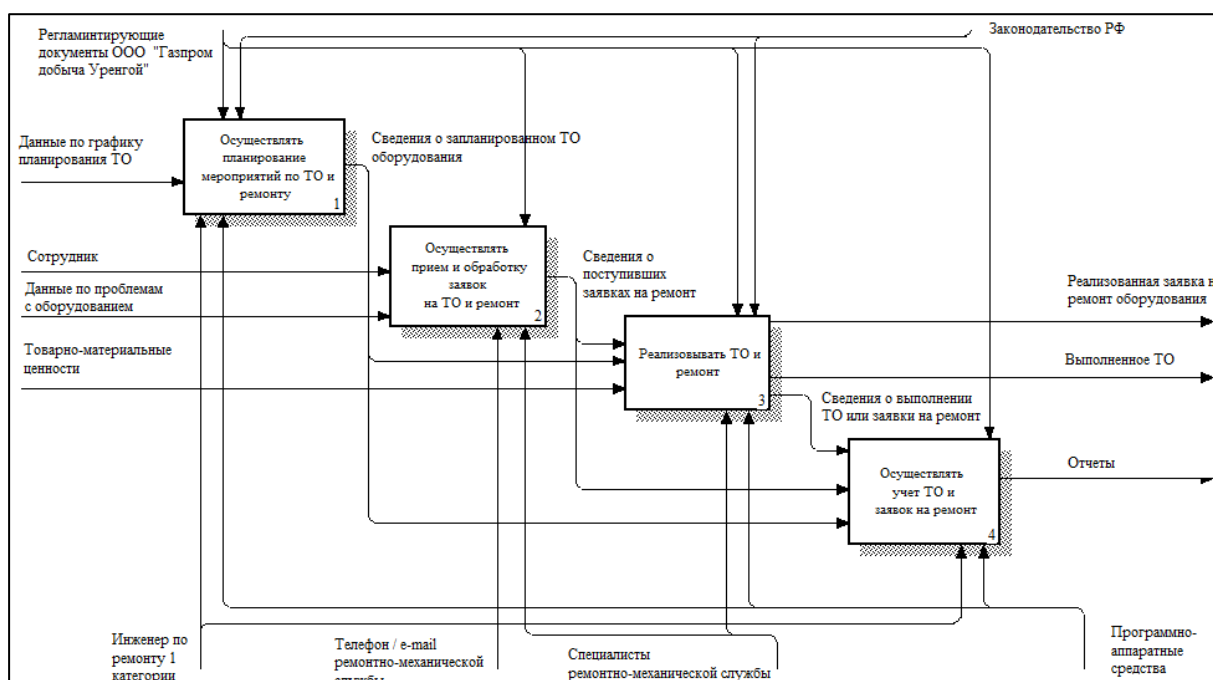 Регламинтирующие
документы ООО "Газпром
добыча Уренгой"
Законодательство РФ
Данные по графику
планирования ТО
Осуществлять
планирование
мероприятий по ТО и
ремонту
1
Сведения о запланированном ТО
оборудования
Сотрудник
Данные по проблемам
с оборудованием
Осуществлять
прием и обработку
заявок
на ТО и ремонт
2
Сведения о
поступивших
заявках на ремонт
Товарно-материальные
ценности
Реализовывать ТО и
ремонт
3
Реализованная заявка н
ремонт оборудования
Выполненное ТО
Сведения о выполнении
ТО или заявки на ремонт
Осуществлять
учет ТО и
заявок на ремонт
4
Отчеты
Инженер по
ремонту 1
категории
Телефон / e-mail
ремонтно-механической
службы
Специалисты
ремонтно-механической службы
Программно-
аппаратные
средства